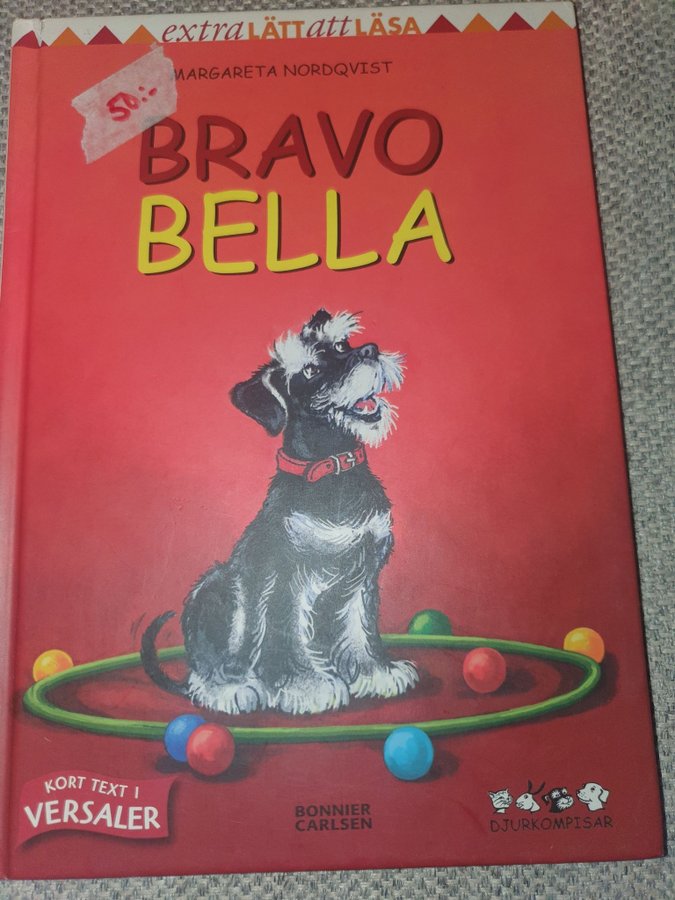 extra LÄTT att LÄSA
MARGARETA NORDQVIST
50:-
BRAVO
BELLA
KORT TEXT I
VERSALER
BONNIER
CARLSEN
DJURKOMPISAR